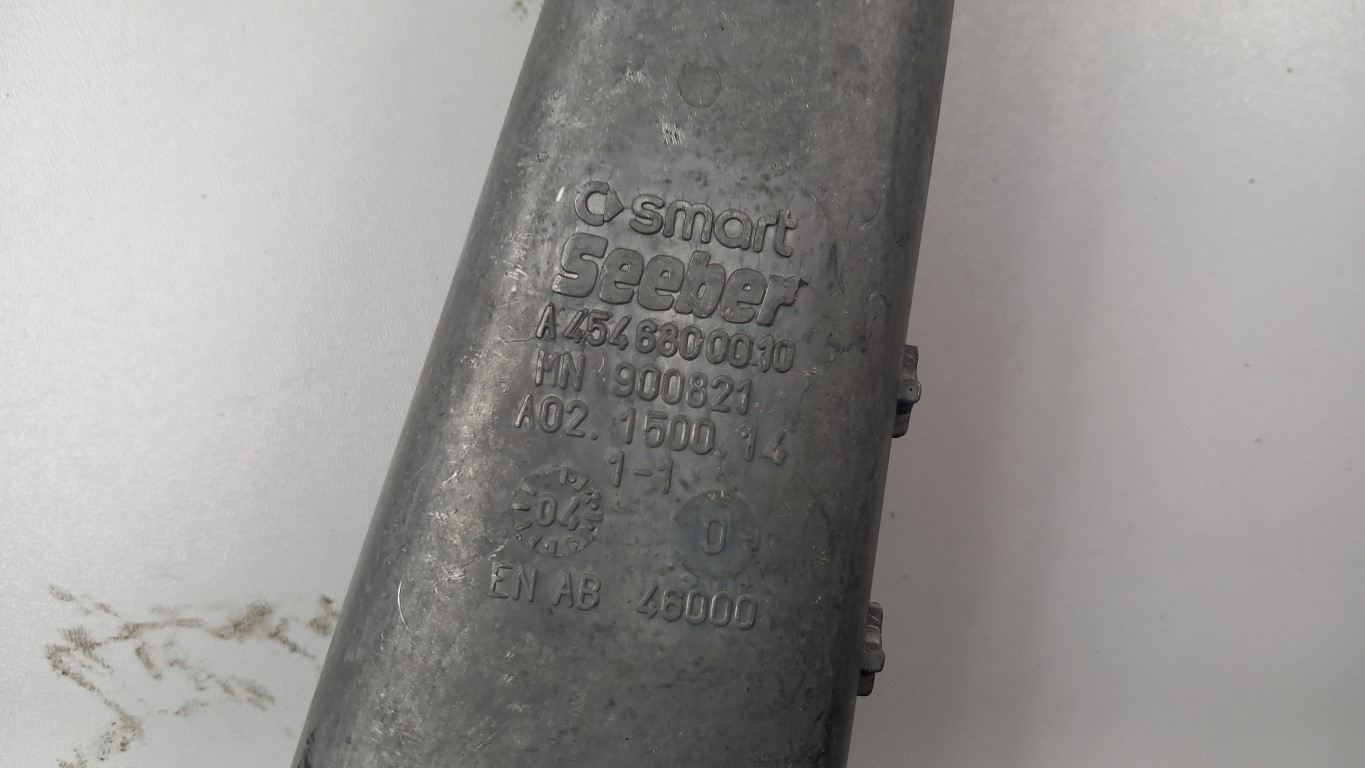 smart
Seeber
A 454 680 00 10
MN 900821
A02. 1500. 14
1-1
04
0
EN AB 46000